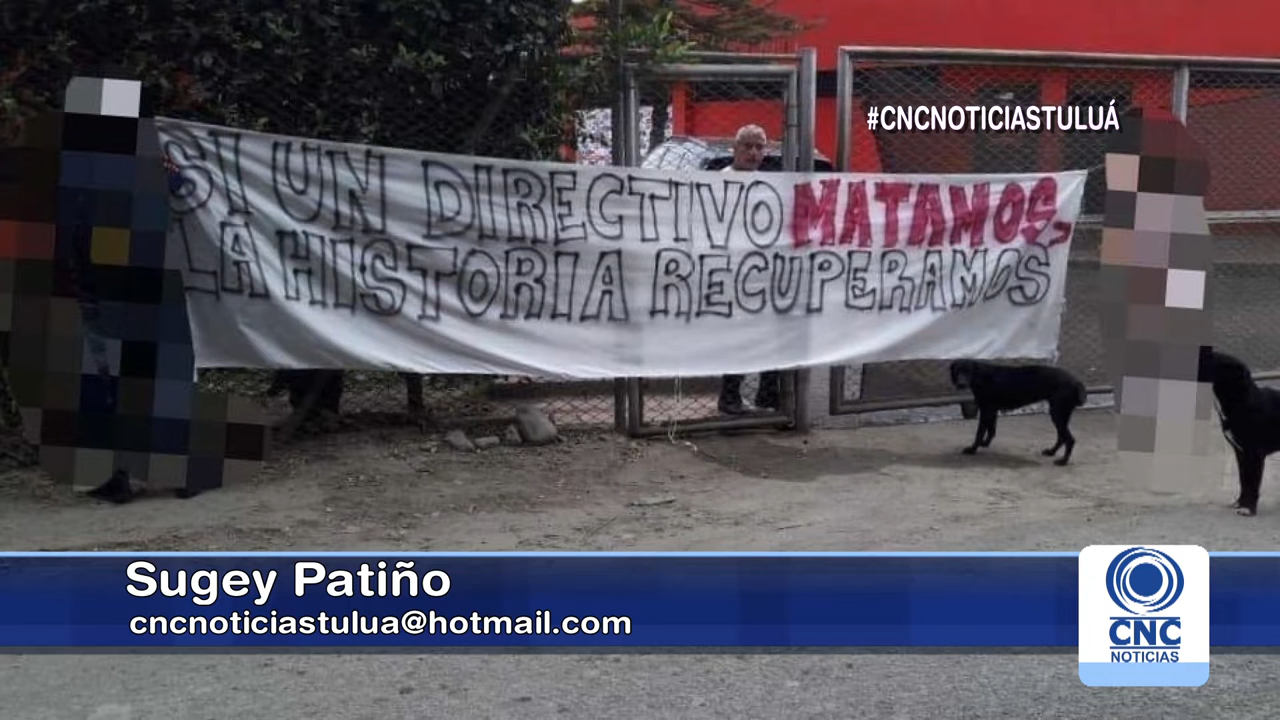 #CNCNOTICIASTULUÁ
SI UN DIRECTIVO MATAMOS,
LA HISTORIA RECUPERAMOS
Sugey Patiño
cncnoticiastulua@hotmail.com
CNC
NOTICIAS